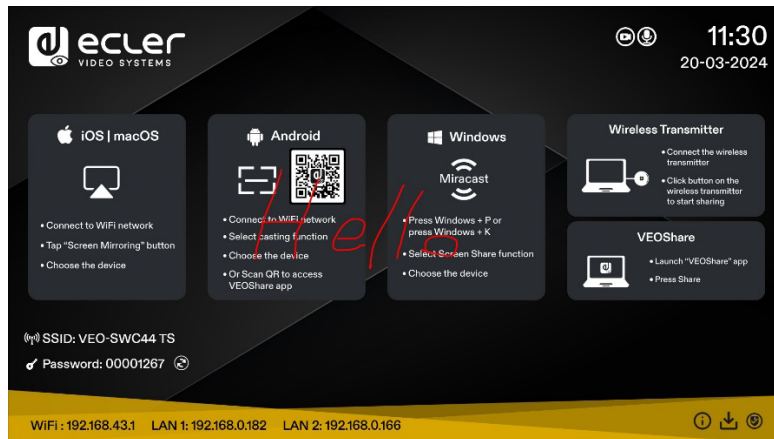 ecler
VIDEO SYSTEMS
11:30
20-03-2024
iOS | macOS
• Connect to WiFi network
• Tap “Screen Mirroring” button
• Choose the device
Android
• Connect to WiFi network
• Select casting function
• Choose the device
• Or Scan QR to access
VEOShare app
Windows
Miracast
• Press Windows + P or
press Windows + K
• Select Screen Share function
• Choose the device
Wireless Transmitter
• Connect the wireless
transmitter
• Click button on the
wireless transmitter
to start sharing
VEOShare
• Launch “VEOShare” app
• Press Share
Hello
SSID: VEO-SWC44 TS
Password: 00001267
WiFi : 192.168.43.1 LAN 1: 192.168.0.182 LAN 2: 192.168.0.166